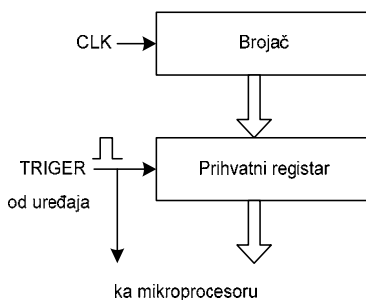 CLK
Brojač
TRIGER
Prihvatni registar
od uređaja
ka mikroprocesoru